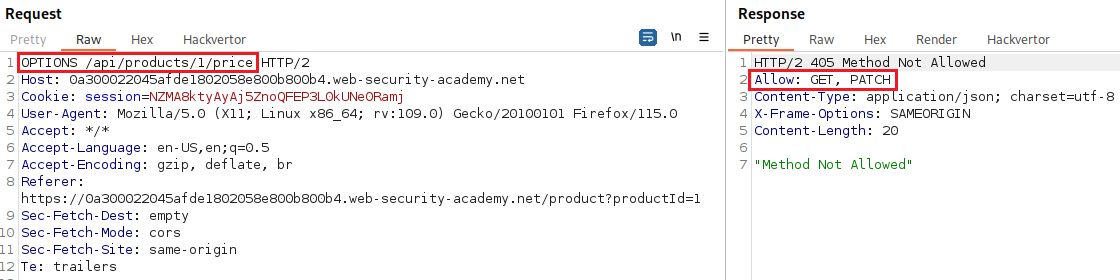 Request
Pretty Raw Hex Hackvertor
\n
1 OPTIONS /api/products/1/price HTTP/2
2 Host: 0a300022045afde1802058e800b800b4.web-security-academy.net
3 Cookie: session=NZMA8ktyAyAj5ZnoQFEP3L0kUNe0Ramj
4 User-Agent: Mozilla/5.0 (X11; Linux x86_64; rv:109.0) Gecko/20100101 Firefox/115.0
5 Accept: */*
6 Accept-Language: en-US,en;q=0.5
7 Accept-Encoding: gzip, deflate, br
8 Referer:
https://0a300022045afde1802058e800b800b4.web-security-academy.net/product?productId=1
9 Sec-Fetch-Dest: empty
10 Sec-Fetch-Mode: cors
11 Sec-Fetch-Site: same-origin
12 Te: trailers
Response
Pretty Raw Hex Render Hackvertor
1 HTTP/2 405 Method Not Allowed
2 Allow: GET, PATCH
3 Content-Type: application/json; charset=utf-8
4 X-Frame-Options: SAMEORIGIN
5 Content-Length: 20
6
7 "Method Not Allowed"